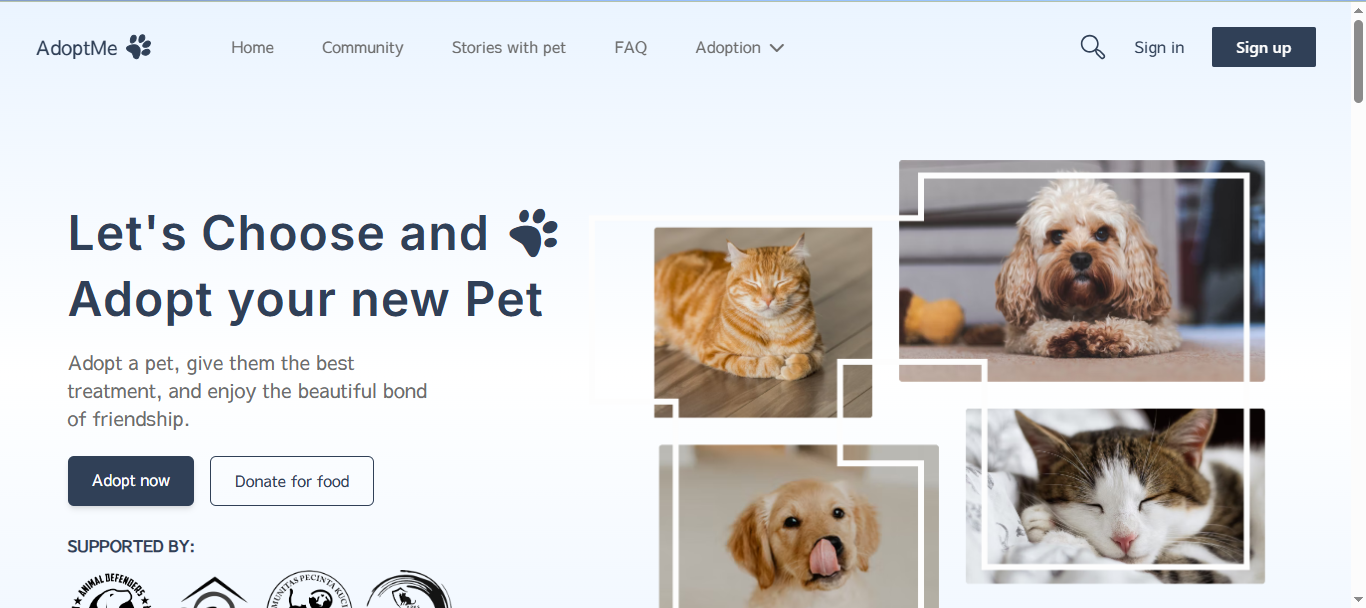 AdoptMe
Home
Community
Stories with pet
FAQ
Adoption
Sign in
Sign up
Let's Choose and
Adopt your new Pet
Adopt a pet, give them the best
treatment, and enjoy the beautiful bond
of friendship.
Adopt now
Donate for food
SUPPORTED BY:
ANIMAL DEFENDERS
MUNITAS PECINTA KUCI